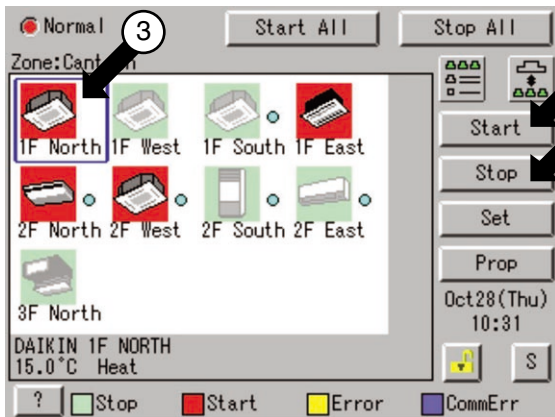 Normal
3
Start All
Stop All
Zone:Cant
Start
Stop
Set
Prop
1F North
1F West
1F South
1F East
2F North
2F West
2F South
2F East
3F North
Oct28(Thu)
10:31
DAIKIN 1F NORTH
15.0°C Heat
S
?
Stop
Start
Error
CommErr